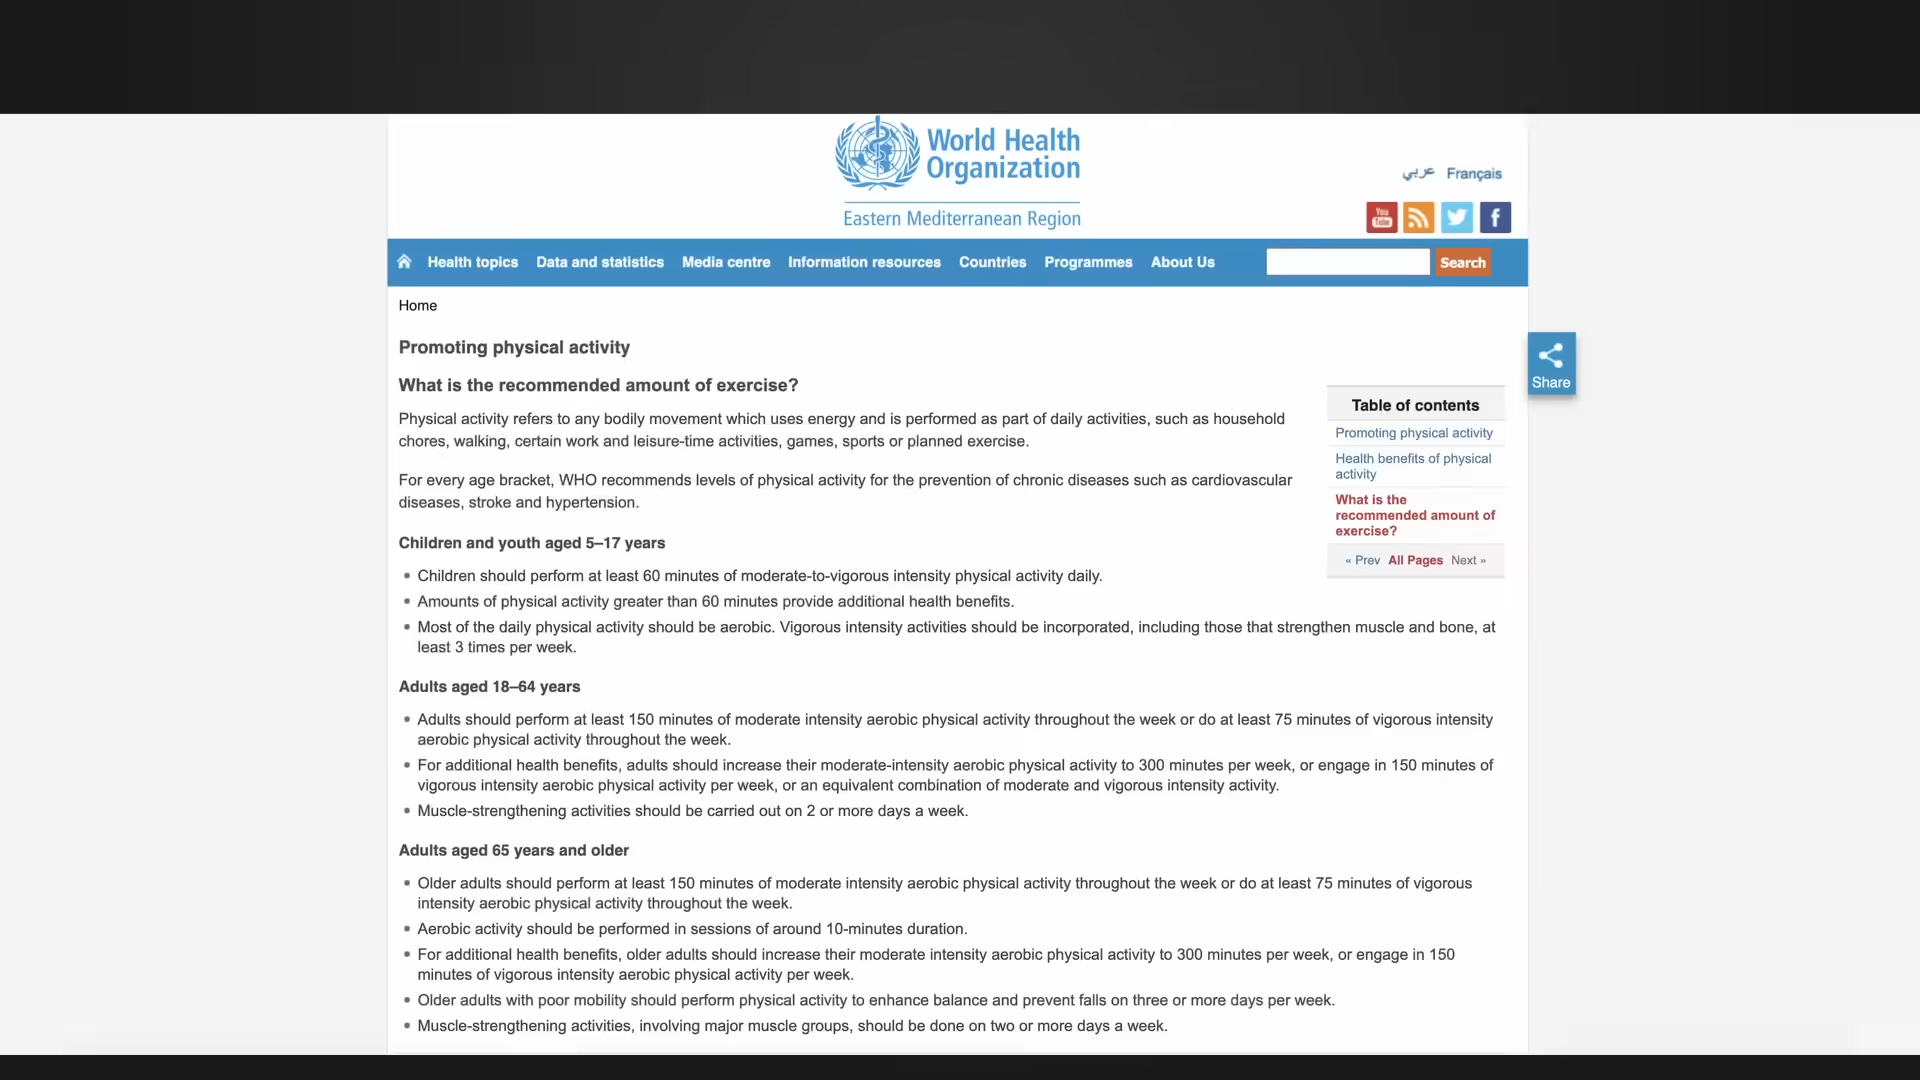 World Health
Organization
Eastern Mediterranean Region
عربي Français
You
Tube
Health topics Data and statistics Media centre Information resources Countries Programmes About Us Search
Home
Promoting physical activity
Share
What is the recommended amount of exercise?
Physical activity refers to any bodily movement which uses energy and is performed as part of daily activities, such as household
chores, walking, certain work and leisure-time activities, games, sports or planned exercise.
For every age bracket, WHO recommends levels of physical activity for the prevention of chronic diseases such as cardiovascular
diseases, stroke and hypertension.
Table of contents
Promoting physical activity
Health benefits of physical
activity
What is the
recommended amount of
exercise?
« Prev All Pages Next »
Children and youth aged 5–17 years
• Children should perform at least 60 minutes of moderate-to-vigorous intensity physical activity daily.
• Amounts of physical activity greater than 60 minutes provide additional health benefits.
• Most of the daily physical activity should be aerobic. Vigorous intensity activities should be incorporated, including those that strengthen muscle and bone, at
least 3 times per week.
Adults aged 18–64 years
• Adults should perform at least 150 minutes of moderate intensity aerobic physical activity throughout the week or do at least 75 minutes of vigorous intensity
aerobic physical activity throughout the week.
• For additional health benefits, adults should increase their moderate-intensity aerobic physical activity to 300 minutes per week, or engage in 150 minutes of
vigorous intensity aerobic physical activity per week, or an equivalent combination of moderate and vigorous intensity activity.
• Muscle-strengthening activities should be carried out on 2 or more days a week.
Adults aged 65 years and older
• Older adults should perform at least 150 minutes of moderate intensity aerobic physical activity throughout the week or do at least 75 minutes of vigorous
intensity aerobic physical activity throughout the week.
• Aerobic activity should be performed in sessions of around 10-minutes duration.
• For additional health benefits, older adults should increase their moderate intensity aerobic physical activity to 300 minutes per week, or engage in 150
minutes of vigorous intensity aerobic physical activity per week.
• Older adults with poor mobility should perform physical activity to enhance balance and prevent falls on three or more days per week.
• Muscle-strengthening activities, involving major muscle groups, should be done on two or more days a week.